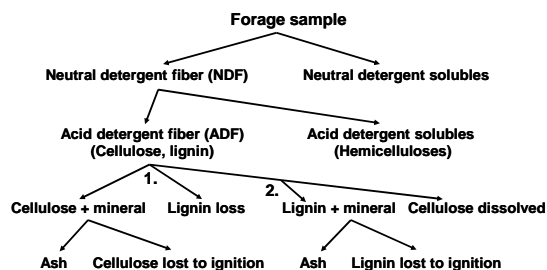 Forage sample
Neutral detergent fiber (NDF) Neutral detergent solubles
Acid detergent fiber (ADF) Acid detergent solubles
(Cellulose, lignin) (Hemicelluloses)
1.
2.
Cellulose + mineral Lignin loss Lignin + mineral Cellulose dissolved
Ash Cellulose lost to ignition Ash Lignin lost to ignition